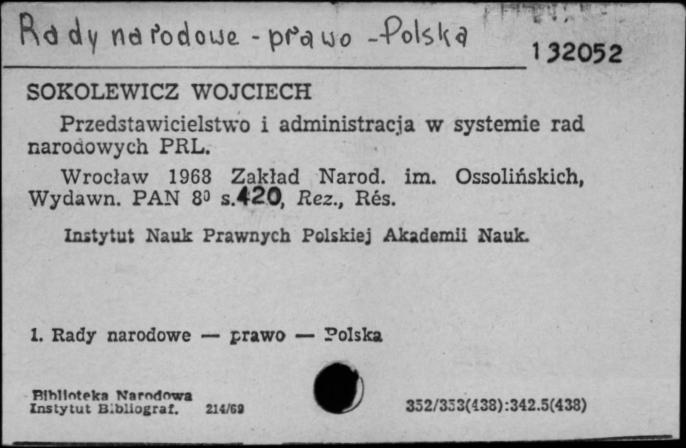 Rady narodowe - prawo - Polska
132052
SOKOLEWICZ WOJCIECH
Przedstawicielstwo i administracja w systemie rad
narodowych PRL.
Wrocław 1968 Zakład Narod. im. Ossolińskich,
Wydawn. PAN 8⁰ s.420, Rez., Rés.
Instytut Nauk Prawnych Polskiej Akademii Nauk.
1. Rady narodowe — prawo — Polska
Biblioteka Narodowa
Instytut Bibliograf. 214/69
352/353(438):342.5(438)